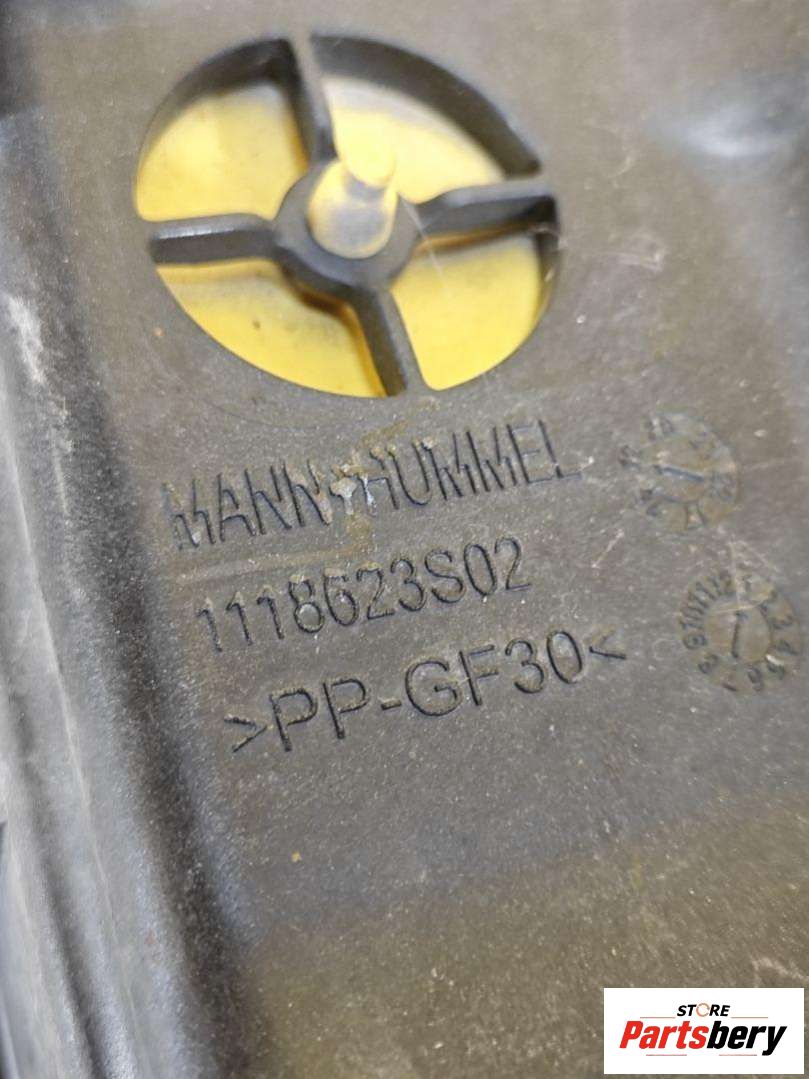 MANN+HUMMEL
1118623S02
>PP-GF30<
STORE
Partsbery